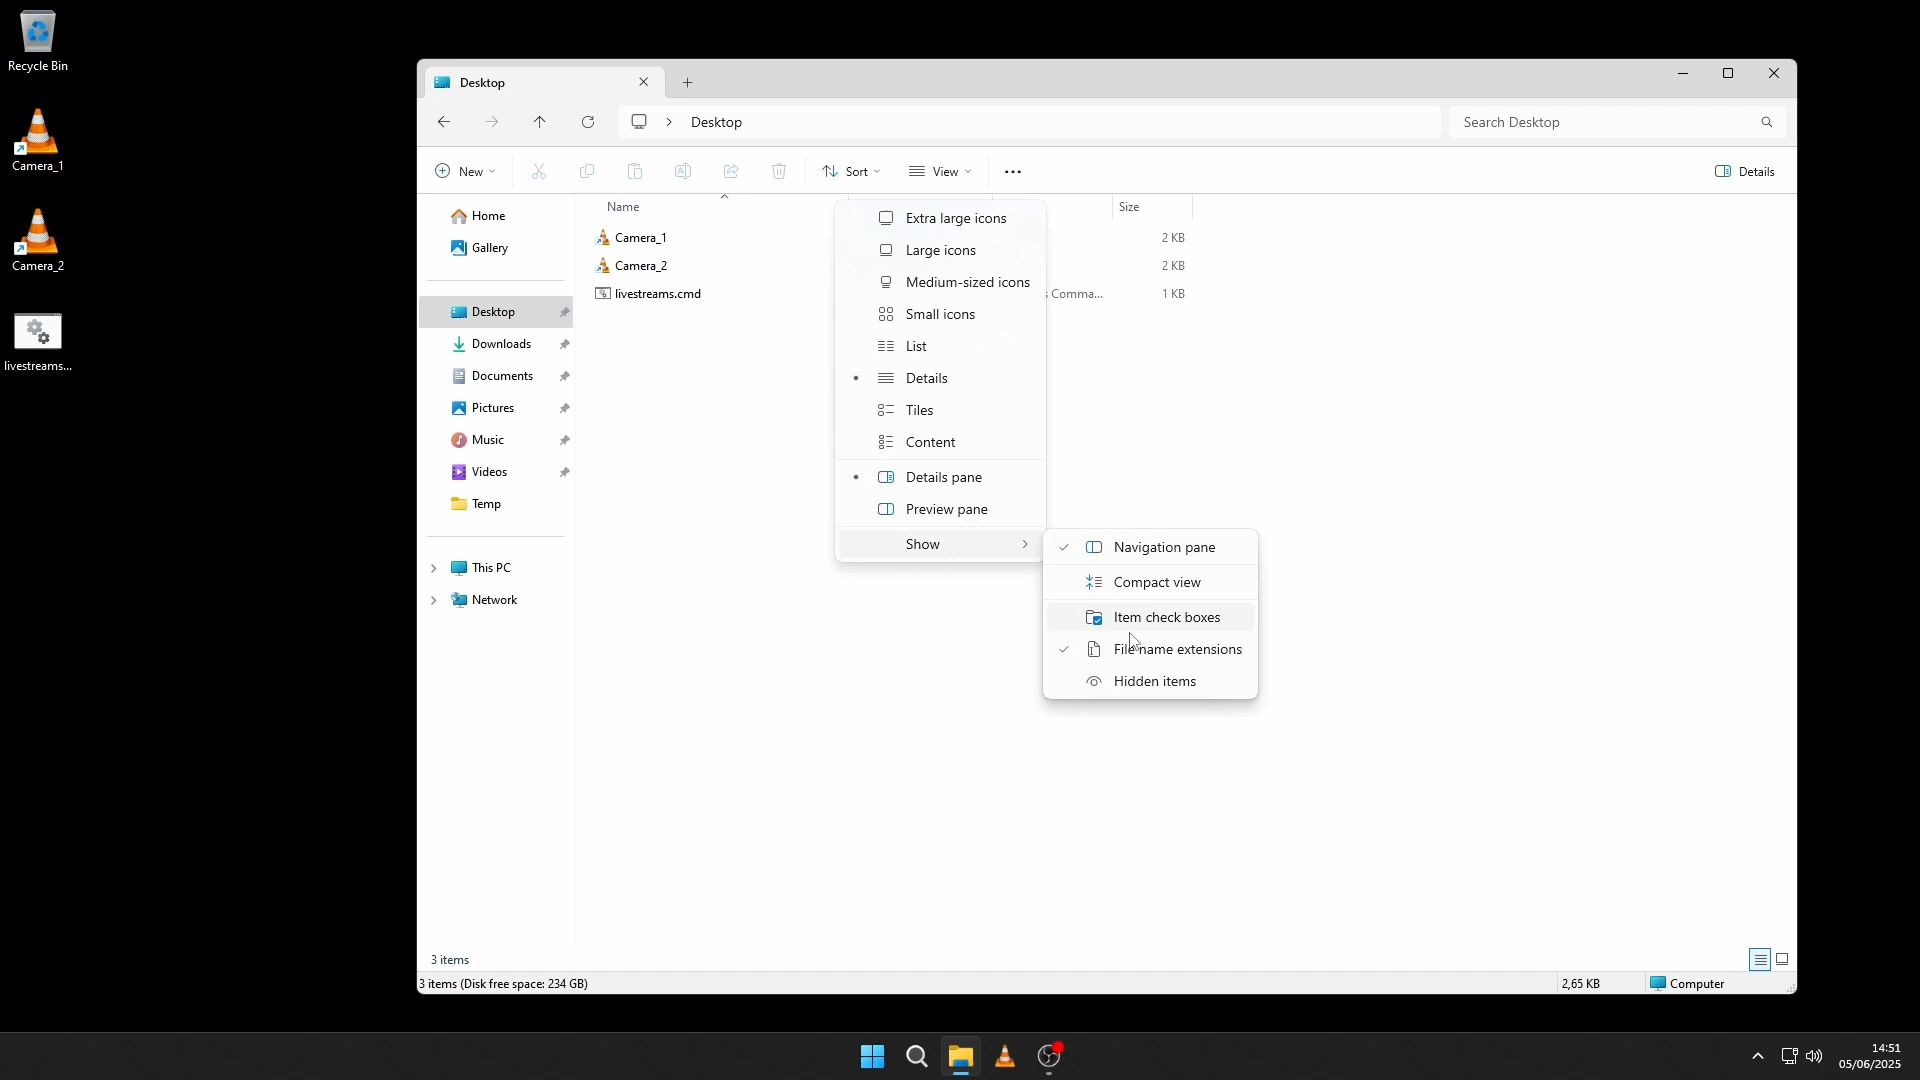 Recycle Bin
Camera_1
Camera_2
livestreams...
Desktop
Desktop
Search Desktop
New
Sort
View
Details
Home
Gallery
Desktop
Downloads
Documents
Pictures
Music
Videos
Temp
This PC
Network
Name
Size
Camera_1
2 KB
Camera_2
2 KB
livestreams.cmd
s Comma...
1 KB
Extra large icons
Large icons
Medium-sized icons
Small icons
List
Details
Tiles
Content
Details pane
Preview pane
Show
Navigation pane
Compact view
Item check boxes
File name extensions
Hidden items
3 items
3 items (Disk free space: 234 GB)
2,65 KB
Computer
14:51
05/06/2025